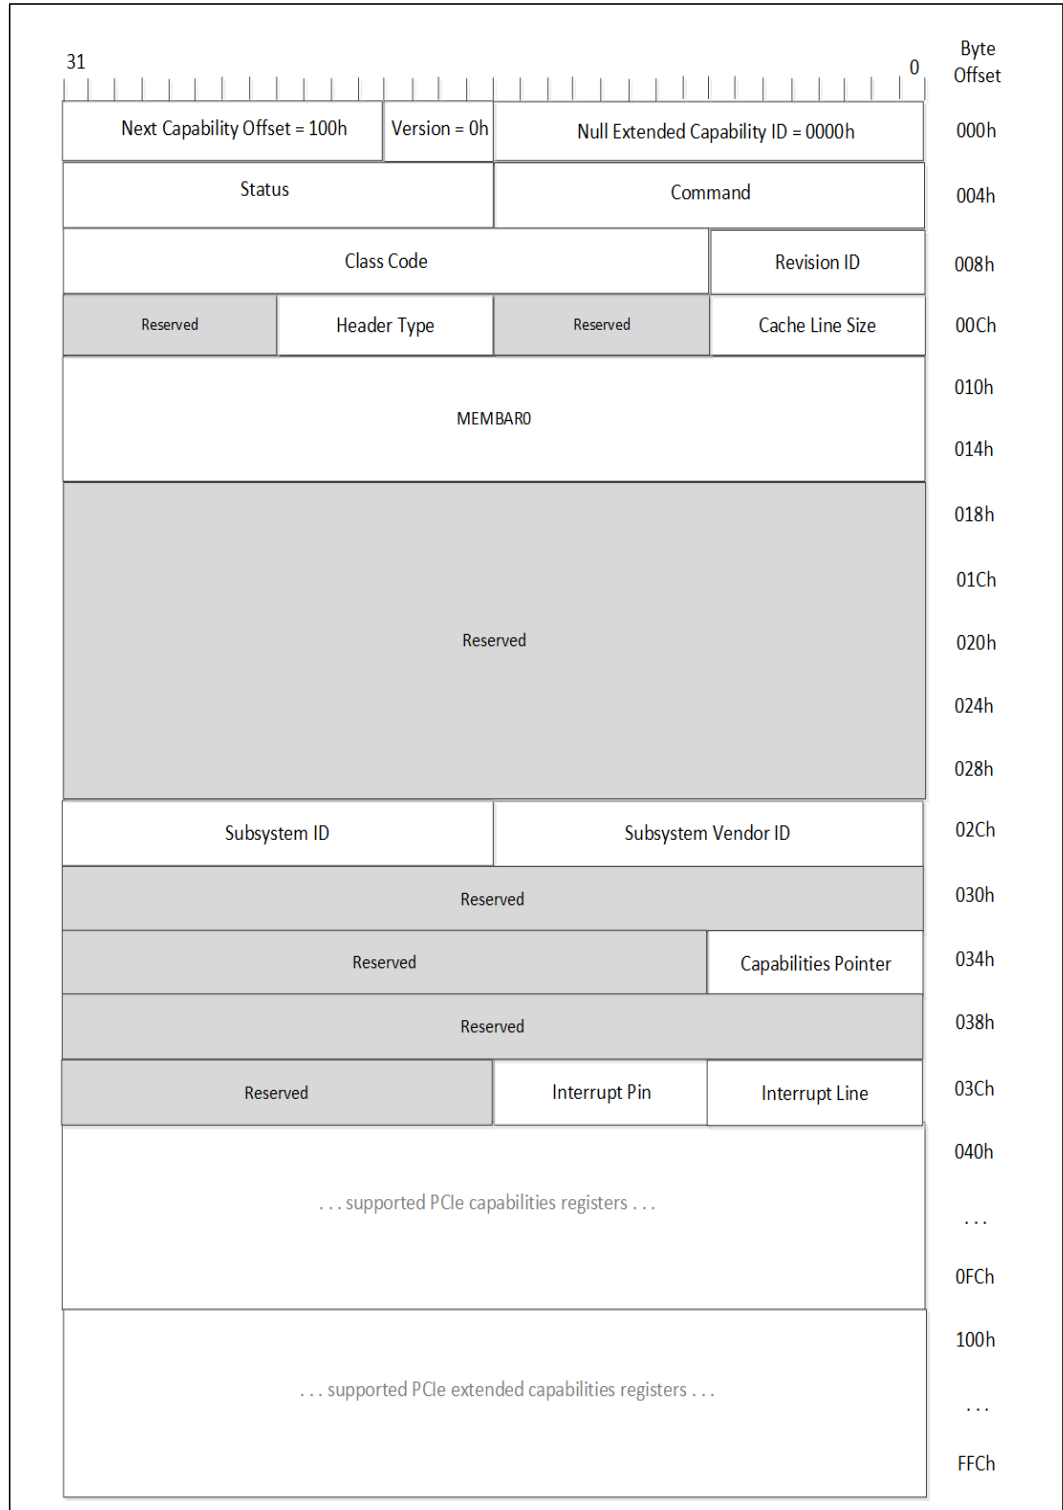 Byte
Offset
31 0
Next Capability Offset = 100h Version = 0h Null Extended Capability ID = 0000h 000h
Status Command 004h
Class Code Revision ID 008h
Reserved Header Type Reserved Cache Line Size 00Ch
010h
MEMBAR0
014h
018h
01Ch
Reserved 020h
024h
028h
Subsystem ID Subsystem Vendor ID 02Ch
Reserved 030h
Reserved Capabilities Pointer 034h
Reserved 038h
Reserved Interrupt Pin Interrupt Line 03Ch
040h
. . . supported PCIe capabilities registers . . .
. . .
0FCh
100h
. . . supported PCIe extended capabilities registers . . .
. . .
FFCh